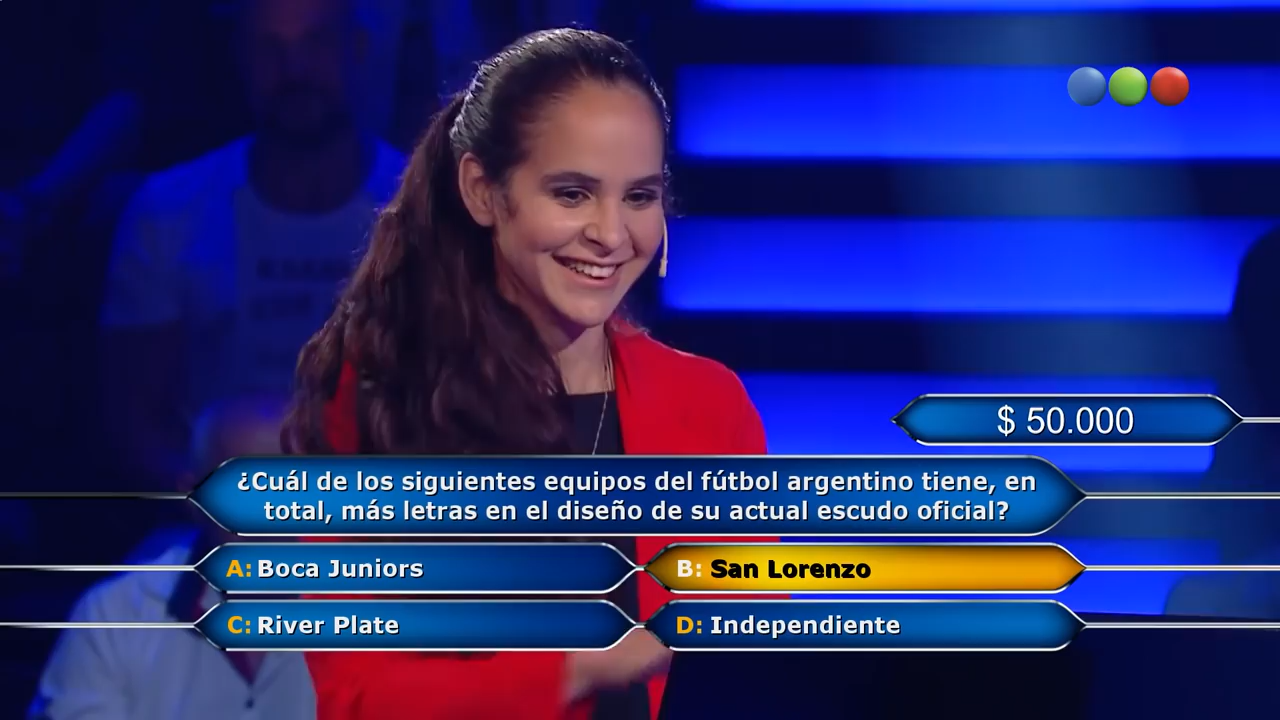 $ 50.000
¿Cuál de los siguientes equipos del fútbol argentino tiene, en
total, más letras en el diseño de su actual escudo oficial?
A: Boca Juniors
B: San Lorenzo
C: River Plate
D: Independiente